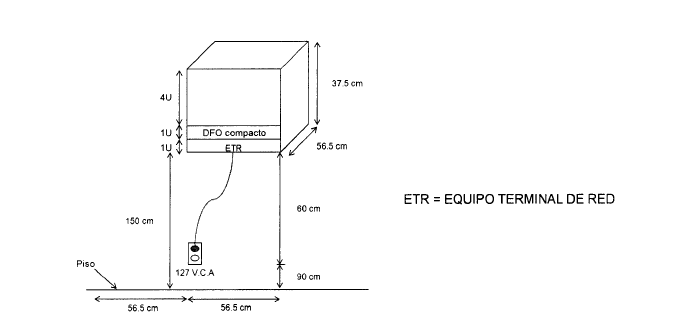 37.5 cm
4U
1U
DFO compacto
1U
ETR
56.5 cm
ETR = EQUIPO TERMINAL DE RED
60 cm
150 cm
Piso
127 V.C.A
90 cm
56.5 cm
56.5 cm